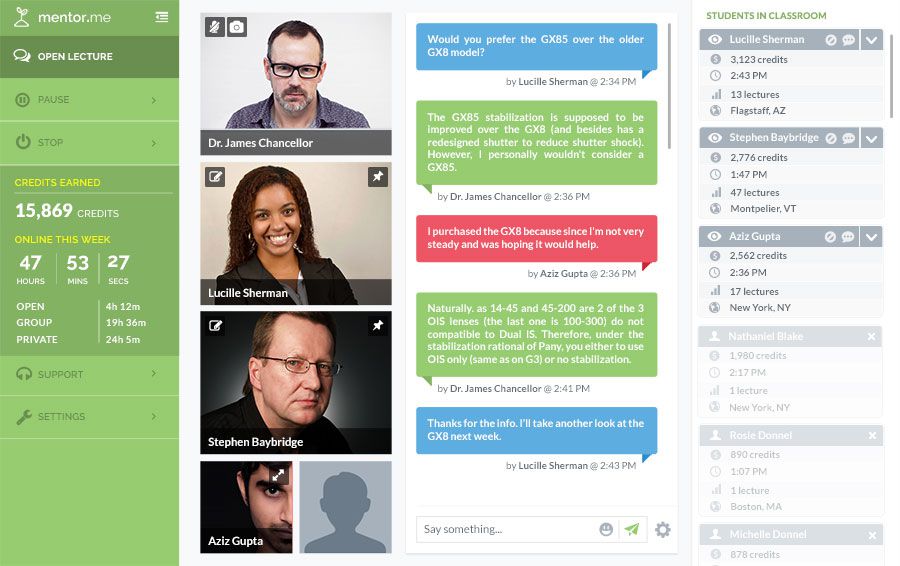 mentor.me
OPEN LECTURE
PAUSE
STOP
CREDITS EARNED
15,869 CREDITS
ONLINE THIS WEEK
47 53 27
HOURS MINS SECS
OPEN 4h 12m
GROUP 19h 36m
PRIVATE 24h 5m
SUPPORT
SETTINGS
Dr. James Chancellor
Lucille Sherman
Stephen Baybridge
Aziz Gupta
Would you prefer the GX85 over the older
GX8 model?
by Lucille Sherman @ 2:34 PM
The GX85 stabilization is supposed to be
improved over the GX8 (and besides has a
redesigned shutter to reduce shutter shock).
However, I personally wouldn't consider a
GX85.
by Dr. James Chancellor @ 2:36 PM
I purchased the GX8 because since I'm not very
steady and was hoping it would help.
by Aziz Gupta @ 2:36 PM
Naturally. as 14-45 and 45-200 are 2 of the 3
OIS lenses (the last one is 100-300) do not
compatible to Dual IS. Therefore, under the
stabilization rational of Pany, you either to use
OIS only (same as on G3) or no stabilization.
by Dr. James Chancellor @ 2:41 PM
Thanks for the info. I'll take another look at the
GX8 next week.
by Lucille Sherman @ 2:43 PM
Say something...
STUDENTS IN CLASSROOM
Lucille Sherman
3,123 credits
2:43 PM
13 lectures
Flagstaff, AZ
Stephen Baybridge
2,776 credits
1:47 PM
47 lectures
Montpelier, VT
Aziz Gupta
2,562 credits
2:36 PM
17 lectures
New York, NY
Nathaniel Blake
1,980 credits
2:17 PM
1 lecture
New York, NY
Rosie Donnel
890 credits
1:07 PM
1 lecture
Boston, MA
Michelle Donnel
878 credits